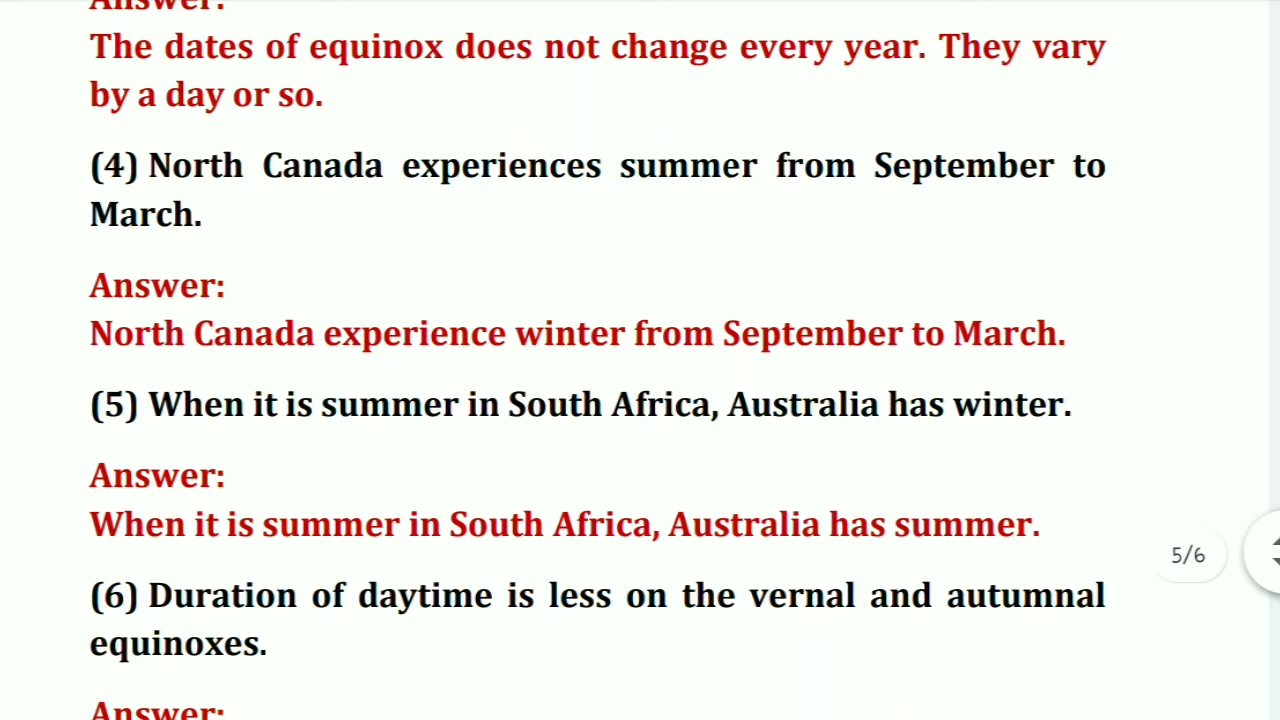 Answer:
The dates of equinox does not change every year. They vary
by a day or so.
(4) North Canada experiences summer from September to
March.
Answer:
North Canada experience winter from September to March.
(5) When it is summer in South Africa, Australia has winter.
Answer:
When it is summer in South Africa, Australia has summer.
5/6
(6) Duration of daytime is less on the vernal and autumnal
equinoxes.
Answer: